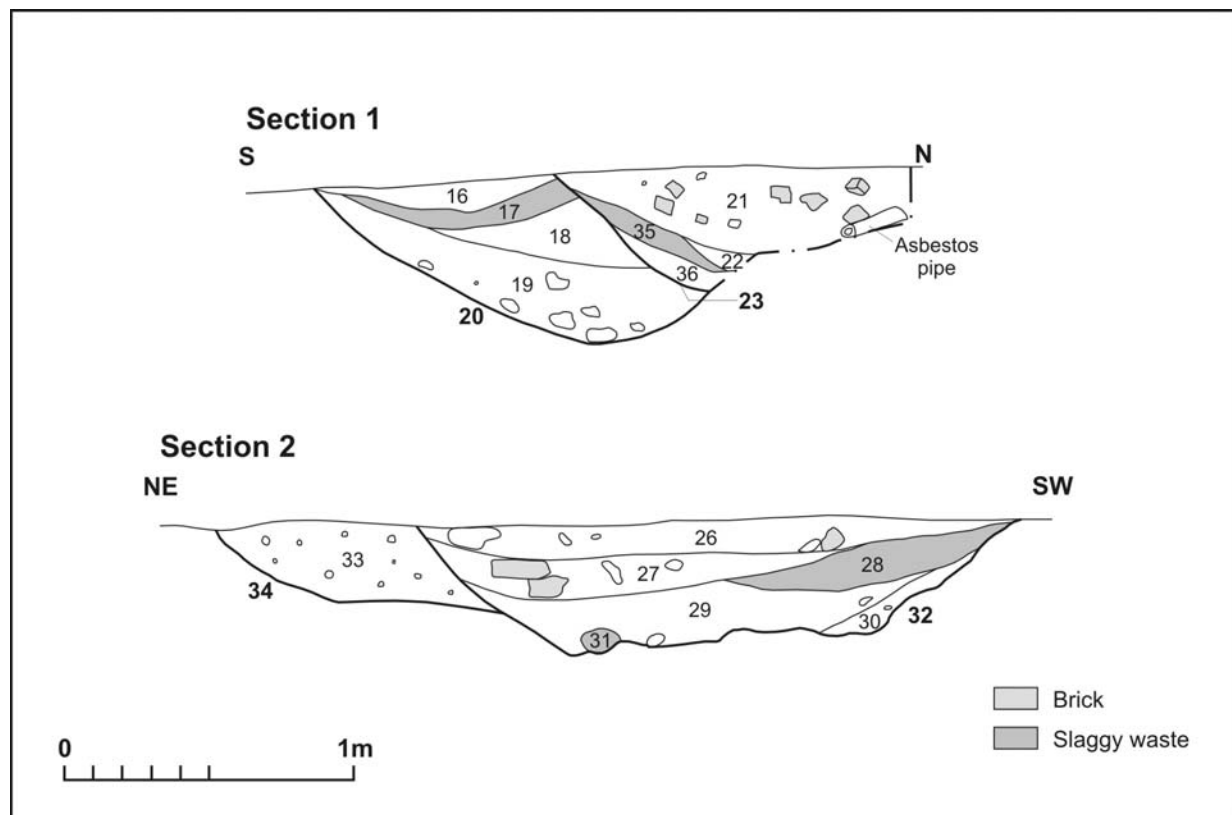 Section 1
S
N
16
17
18
19
20
21
35
22
36
23
Asbestos
pipe
Section 2
NE
SW
26
27
28
29
30
31
32
33
34
Brick
Slaggy waste
0
1m